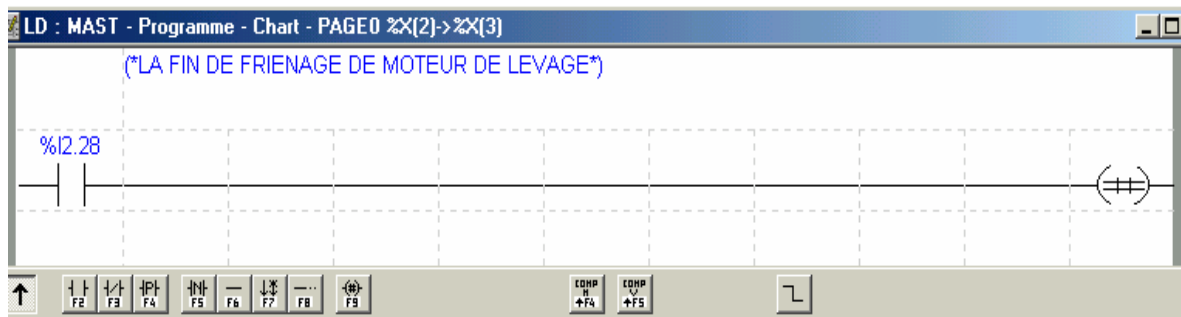 LD : MAST - Programme - Chart - PAGE0 %X(2)->%X(3)
(*LA FIN DE FRIENAGE DE MOTEUR DE LEVAGE*)
%I2.28
F2 F3 P F4 N F5 F6 F7 F8 F9 COMP H F4 COMP V F5